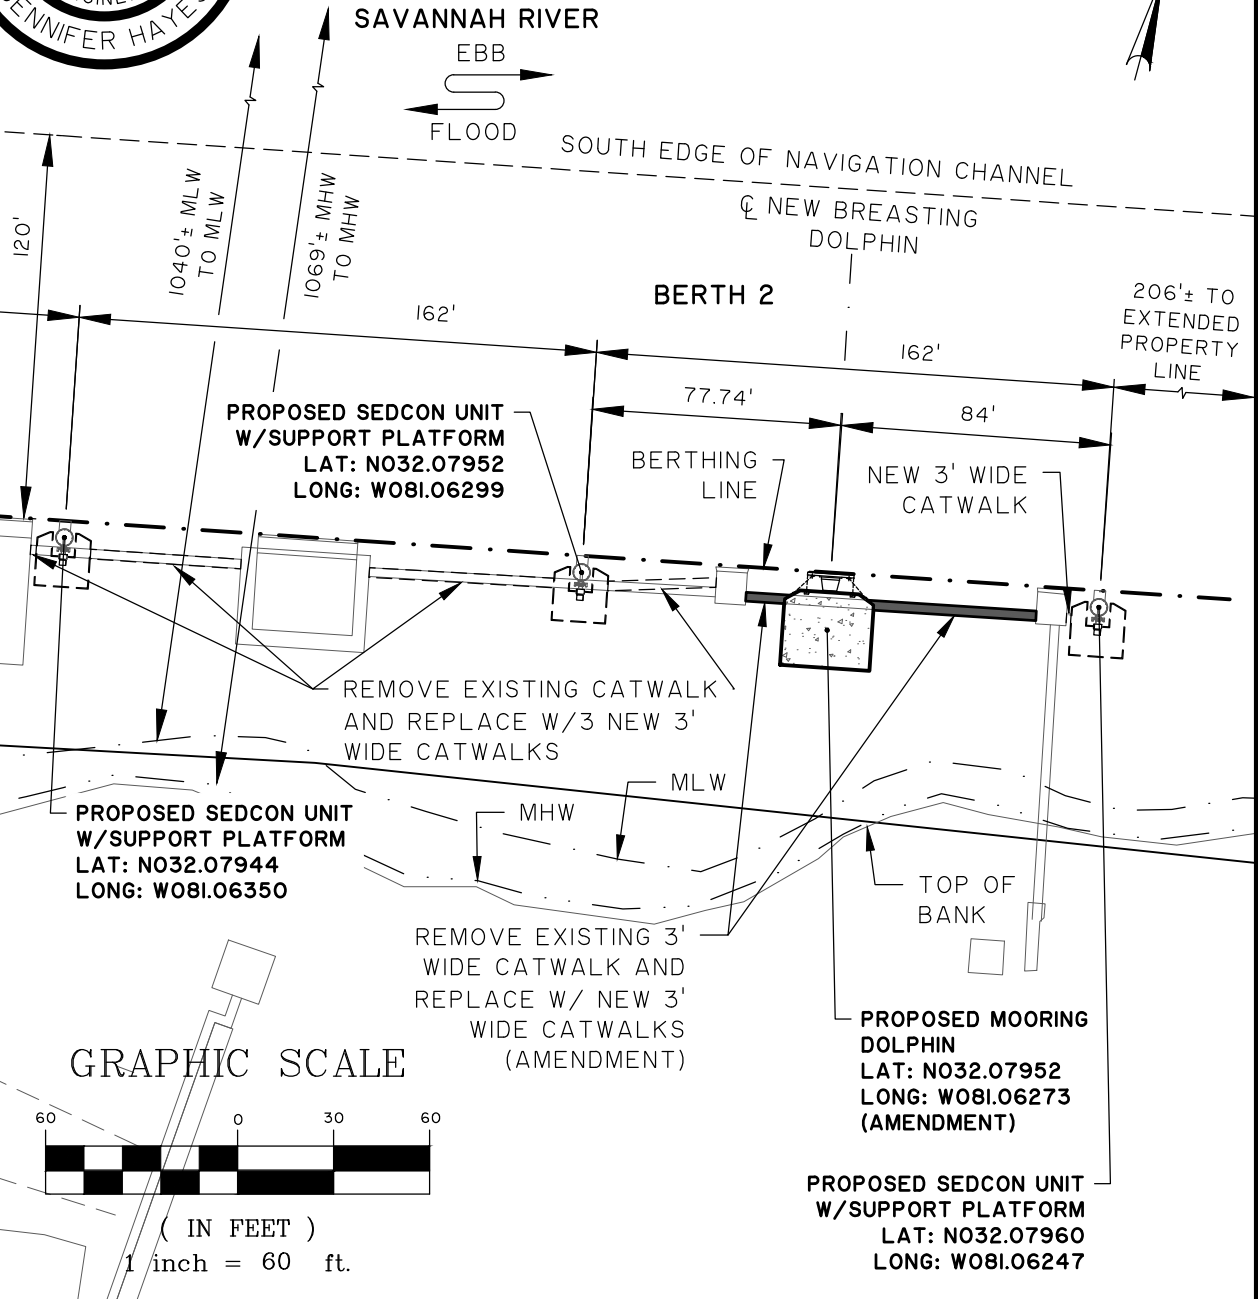 JENNIFER HAYES
SAVANNAH RIVER
EBB
FLOOD
SOUTH EDGE OF NAVIGATION CHANNEL
℄ NEW BREASTING
DOLPHIN
120'
1040'± MLW
TO MLW
1069'± MHW
TO MHW
BERTH 2
206'± TO
EXTENDED
PROPERTY
LINE
162'
162'
77.74'
84'
PROPOSED SEDCON UNIT
W/SUPPORT PLATFORM
LAT: N032.07952
LONG: W081.06299
BERTHING
LINE
NEW 3' WIDE
CATWALK
REMOVE EXISTING CATWALK
AND REPLACE W/3 NEW 3'
WIDE CATWALKS
MLW
MHW
PROPOSED SEDCON UNIT
W/SUPPORT PLATFORM
LAT: N032.07944
LONG: W081.06350
TOP OF
BANK
REMOVE EXISTING 3'
WIDE CATWALK AND
REPLACE W/ NEW 3'
WIDE CATWALKS
(AMENDMENT)
PROPOSED MOORING
DOLPHIN
LAT: N032.07952
LONG: W081.06273
(AMENDMENT)
GRAPHIC SCALE
60 0 30 60
( IN FEET )
1 inch = 60 ft.
PROPOSED SEDCON UNIT
W/SUPPORT PLATFORM
LAT: N032.07960
LONG: W081.06247